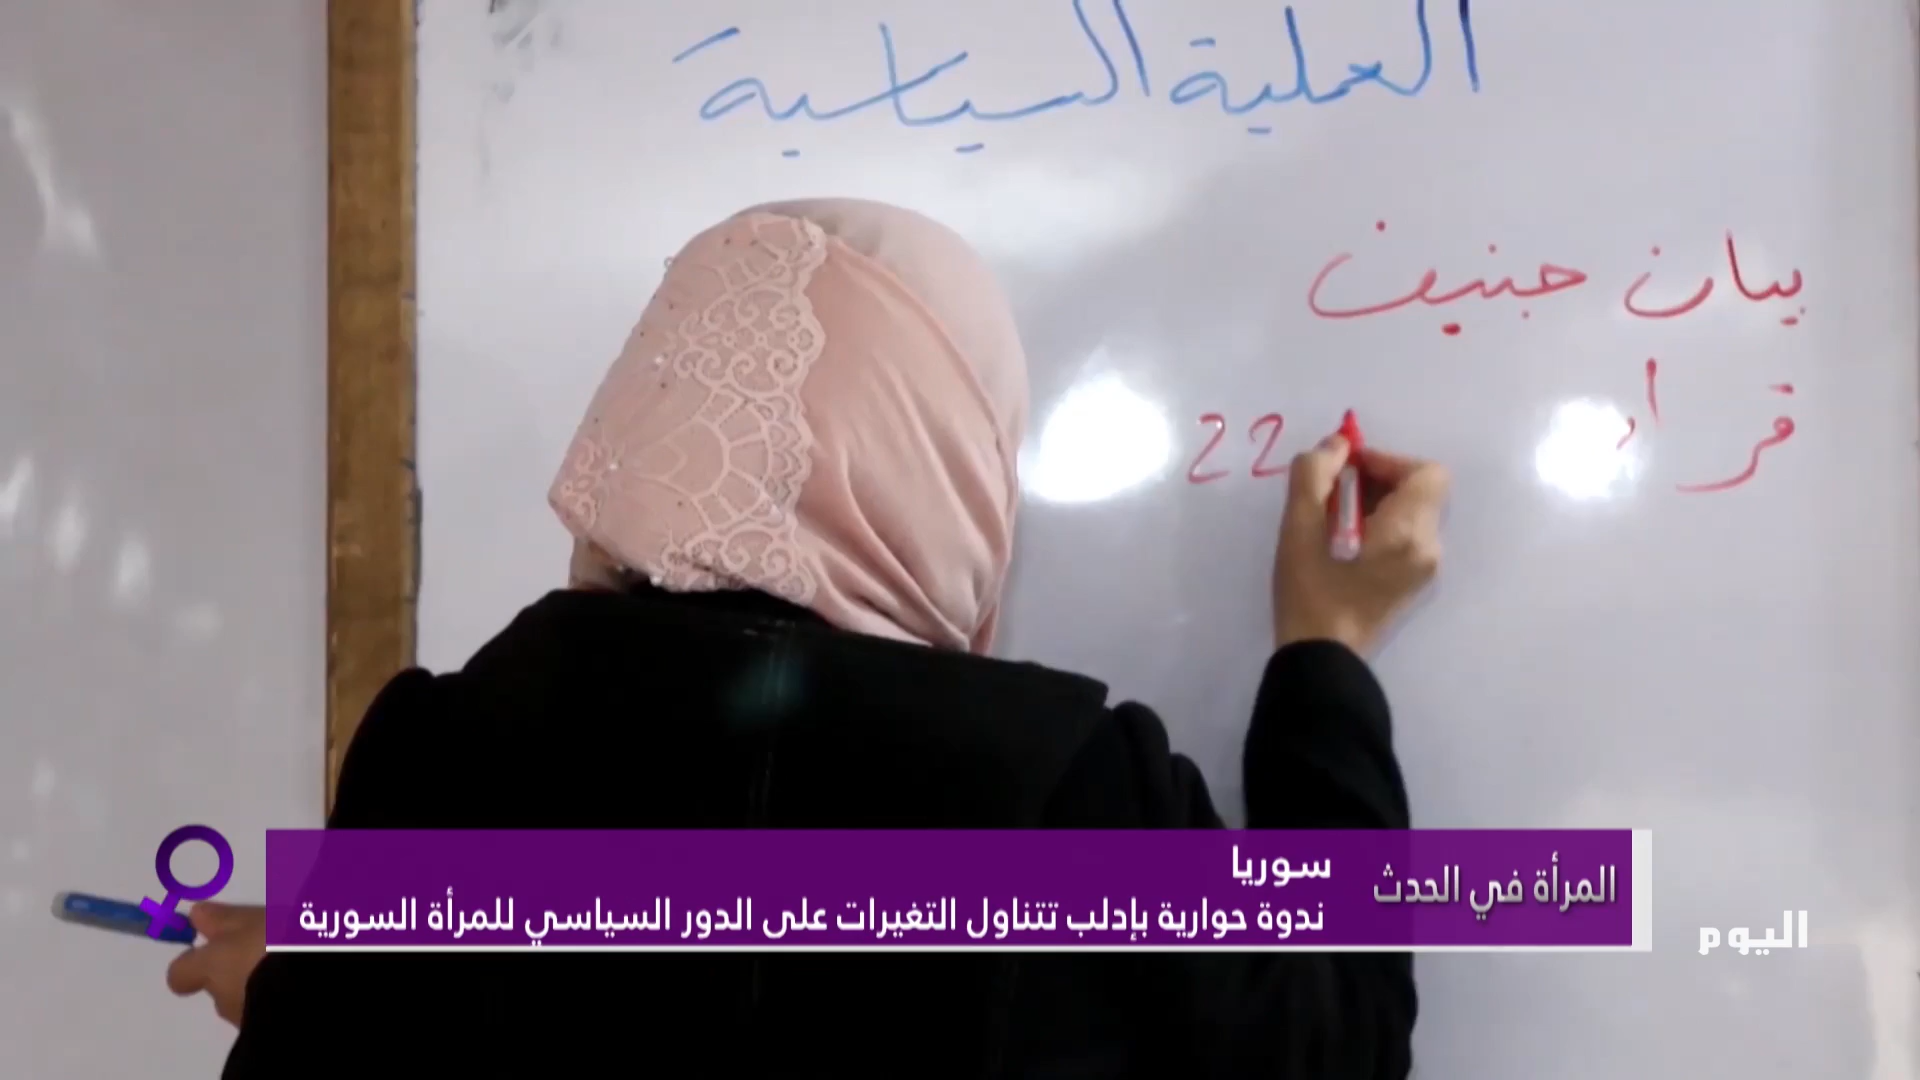 العملية السياسية
بيان جنيف
قرار 22
المرأة في الحدث
سوريا
ندوة حوارية بإدلب تتناول التغيرات على الدور السياسي للمرأة السورية
اليوم